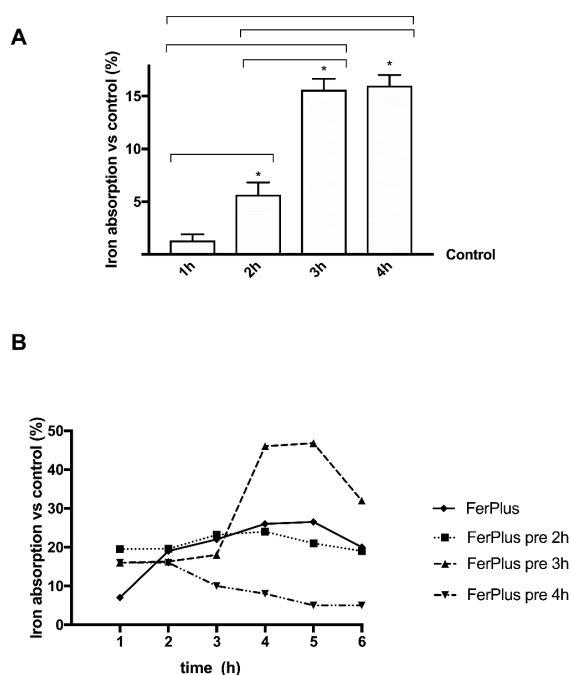 A
Iron absorption vs control (%)
15
*
*
10
*
5
Control
1h
2h
3h
4h
B
Iron absorption vs control (%)
50
40
30
20
10
0
1
2
3
4
5
6
time (h)
FerPlus
FerPlus pre 2h
FerPlus pre 3h
FerPlus pre 4h